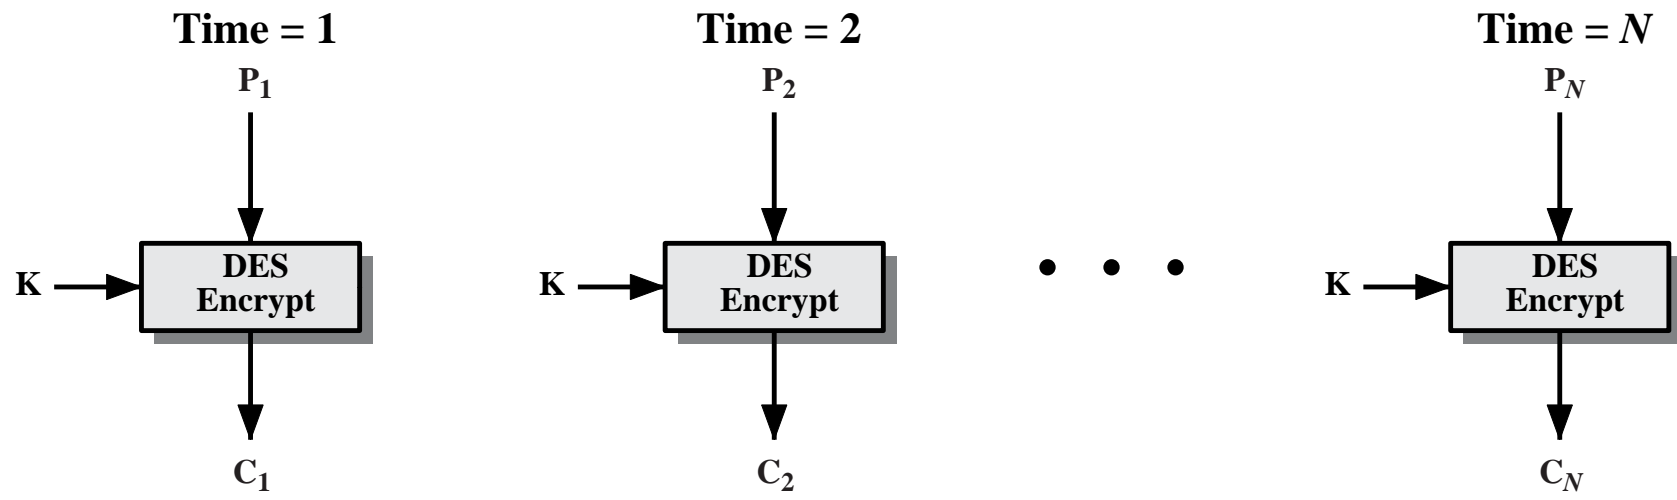 Time = 1
P1
K
DES
Encrypt
C1
Time = 2
P2
K
DES
Encrypt
C2
Time = N
PN
K
DES
Encrypt
CN